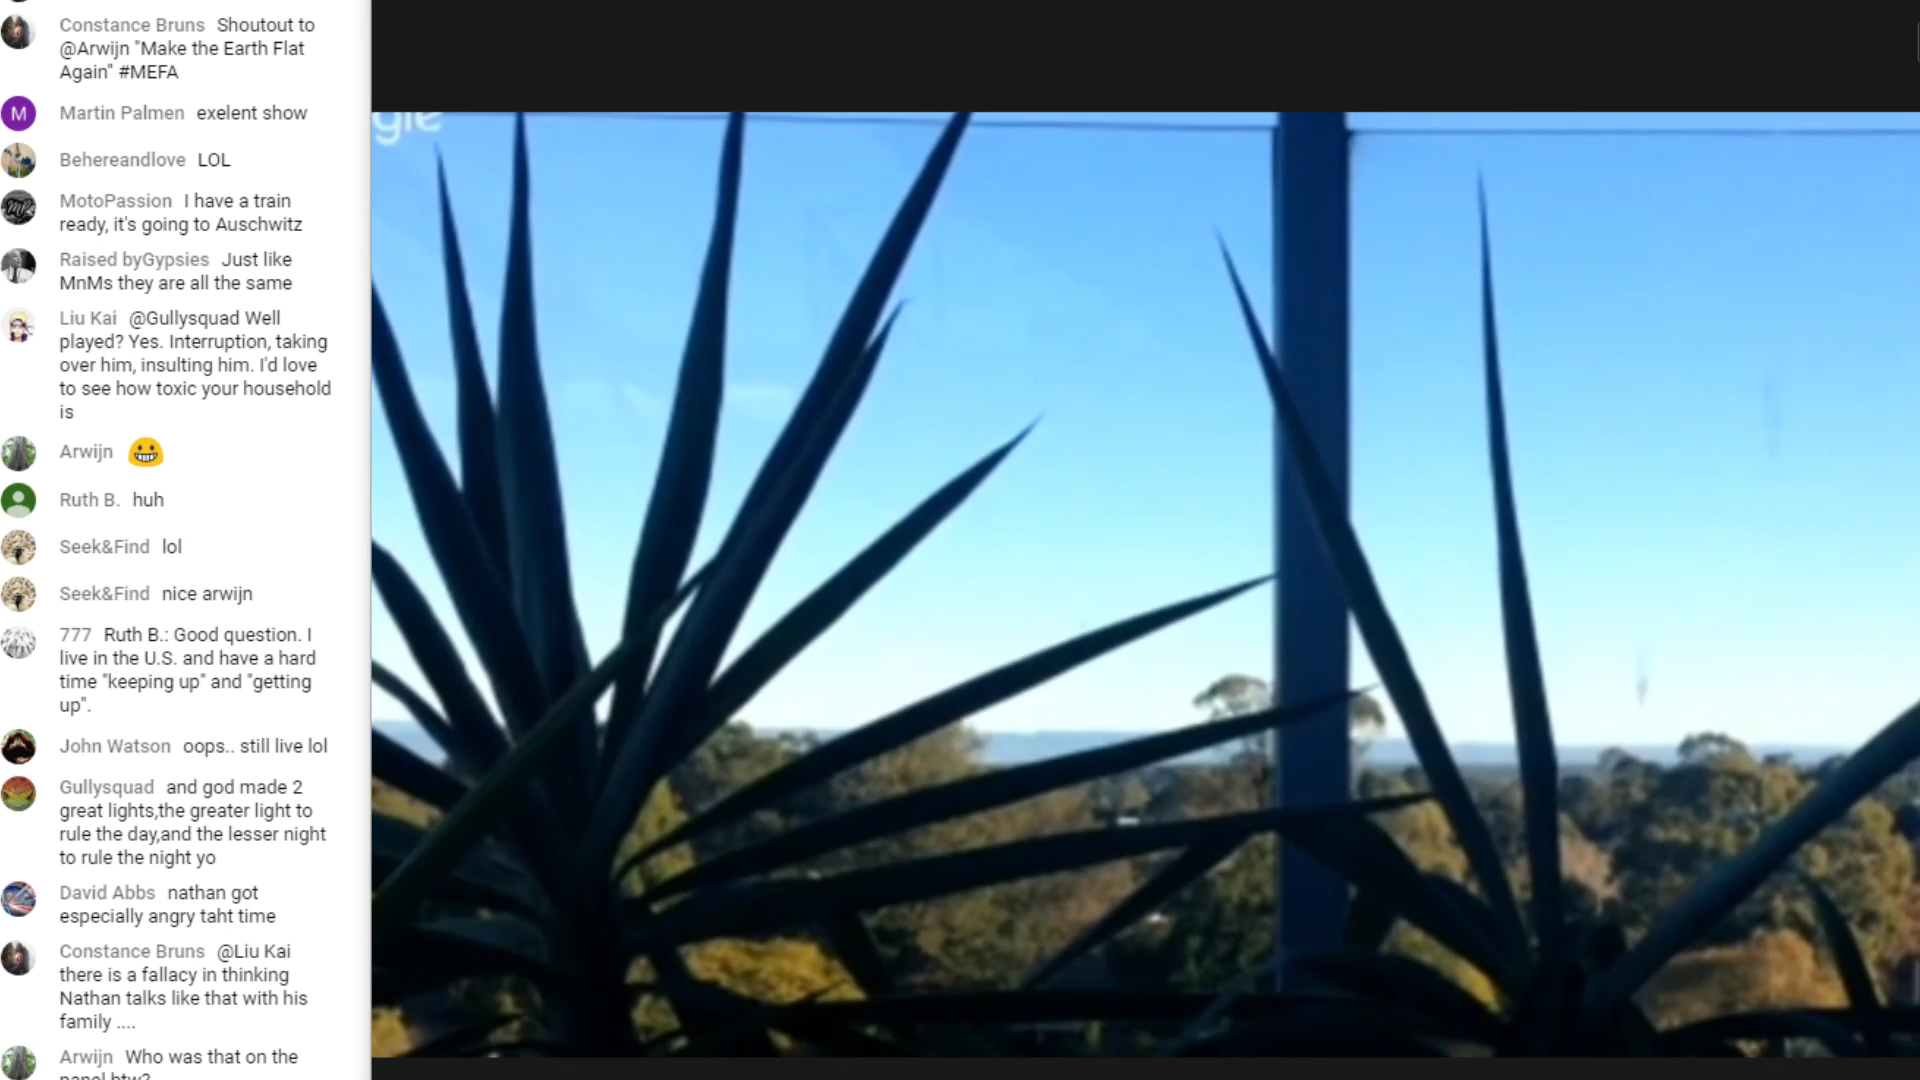 Constance Bruns Shoutout to
@Arwijn "Make the Earth Flat
Again" #MEFA
M
Martin Palmen exelent show
Behereandlove LOL
MotoPassion I have a train
ready, it's going to Auschwitz
Raised byGypsies Just like
MnMs they are all the same
Liu Kai @Gullysquad Well
played? Yes. Interruption, taking
over him, insulting him. I'd love
to see how toxic your household
is
Arwijn
Ruth B. huh
Seek&Find lol
Seek&Find nice arwijn
777 Ruth B.: Good question. I
live in the U.S. and have a hard
time "keeping up" and "getting
up".
John Watson oops.. still live lol
Gullysquad and god made 2
great lights,the greater light to
rule the day,and the lesser night
to rule the night yo
David Abbs nathan got
especially angry taht time
Constance Bruns @Liu Kai
there is a fallacy in thinking
Nathan talks like that with his
family ....
Arwijn Who was that on the
panel btw?